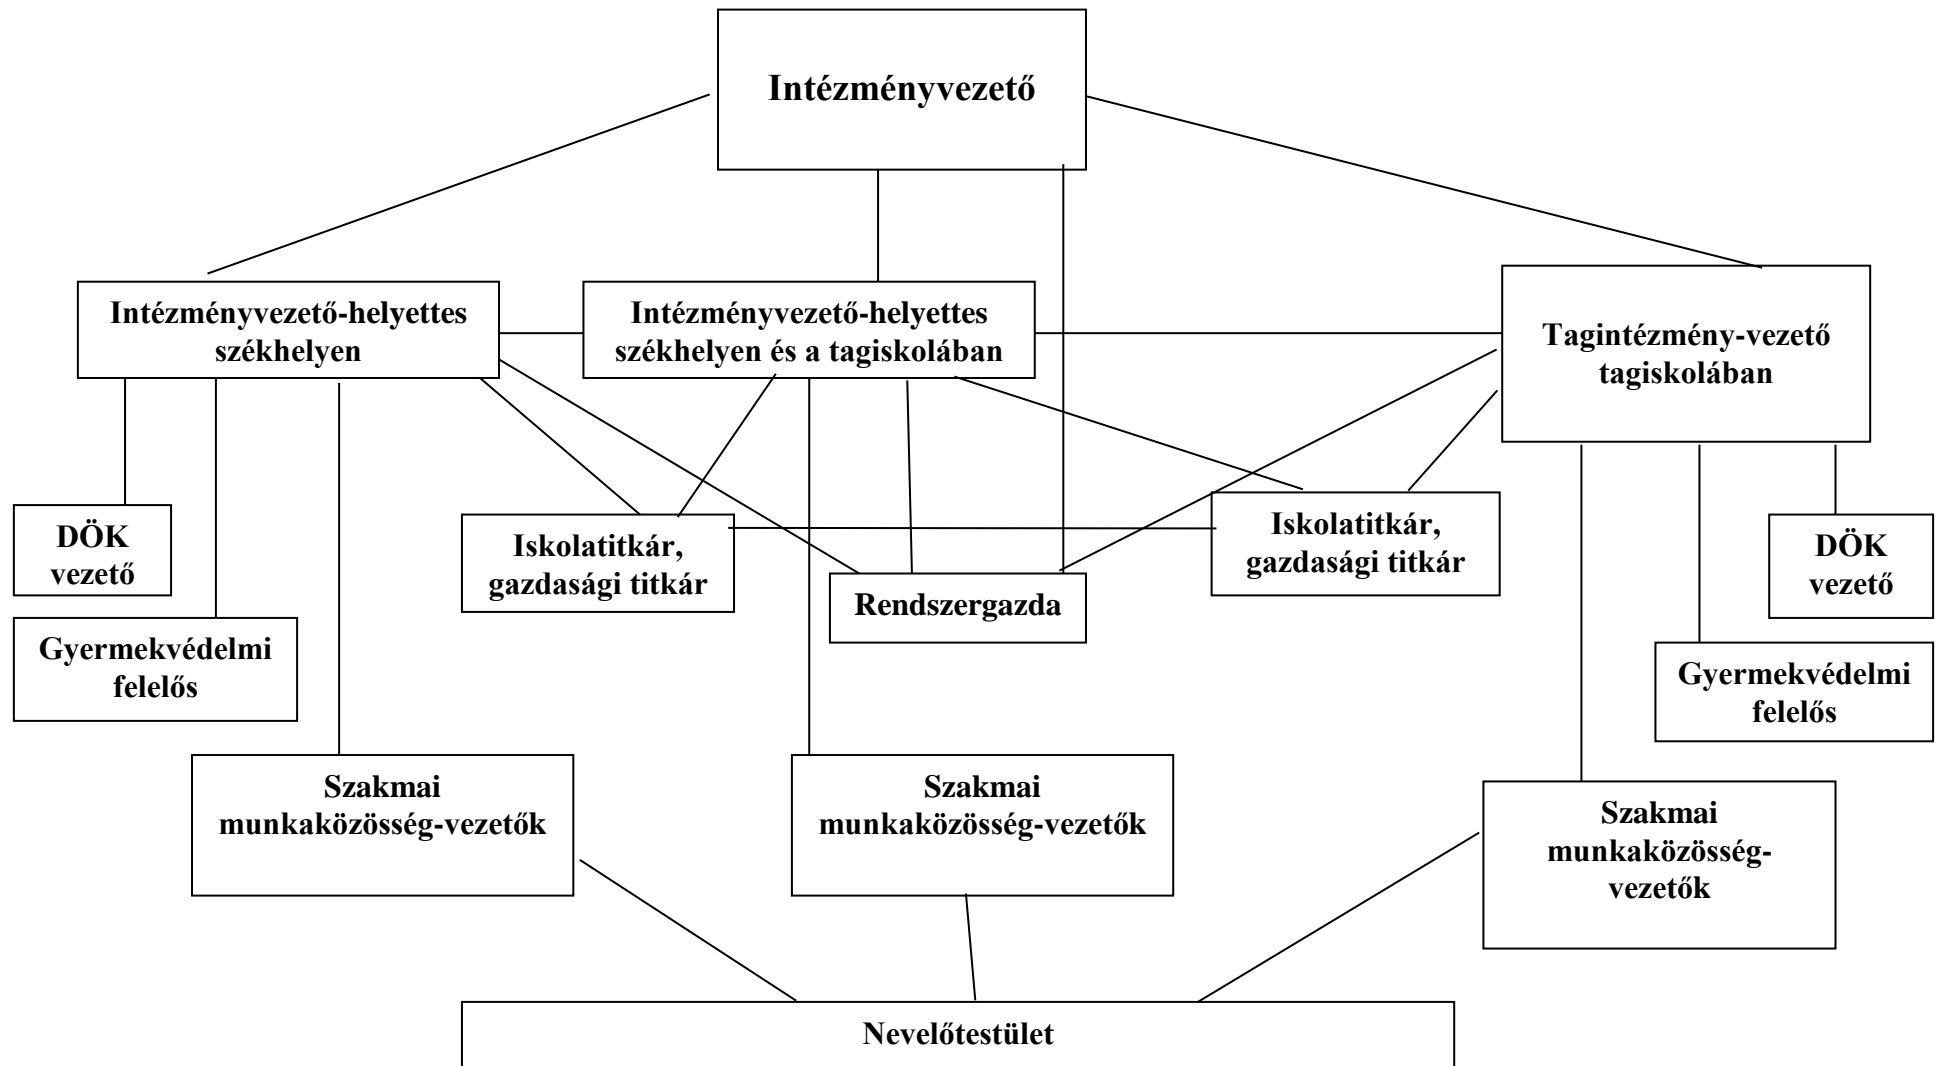 Intézményvezető
Intézményvezető-helyettes
székhelyen
Intézményvezető-helyettes
székhelyen és a tagiskolában
Tagintézmény-vezető
tagiskolában
DÖK
vezető
Iskolatitkár,
gazdasági titkár
Rendszergazda
Iskolatitkár,
gazdasági titkár
DÖK
vezető
Gyermekvédelmi
felelős
Gyermekvédelmi
felelős
Szakmai
munkaközösség-vezetők
Szakmai
munkaközösség-vezetők
Szakmai
munkaközösség-
vezetők
Nevelőtestület